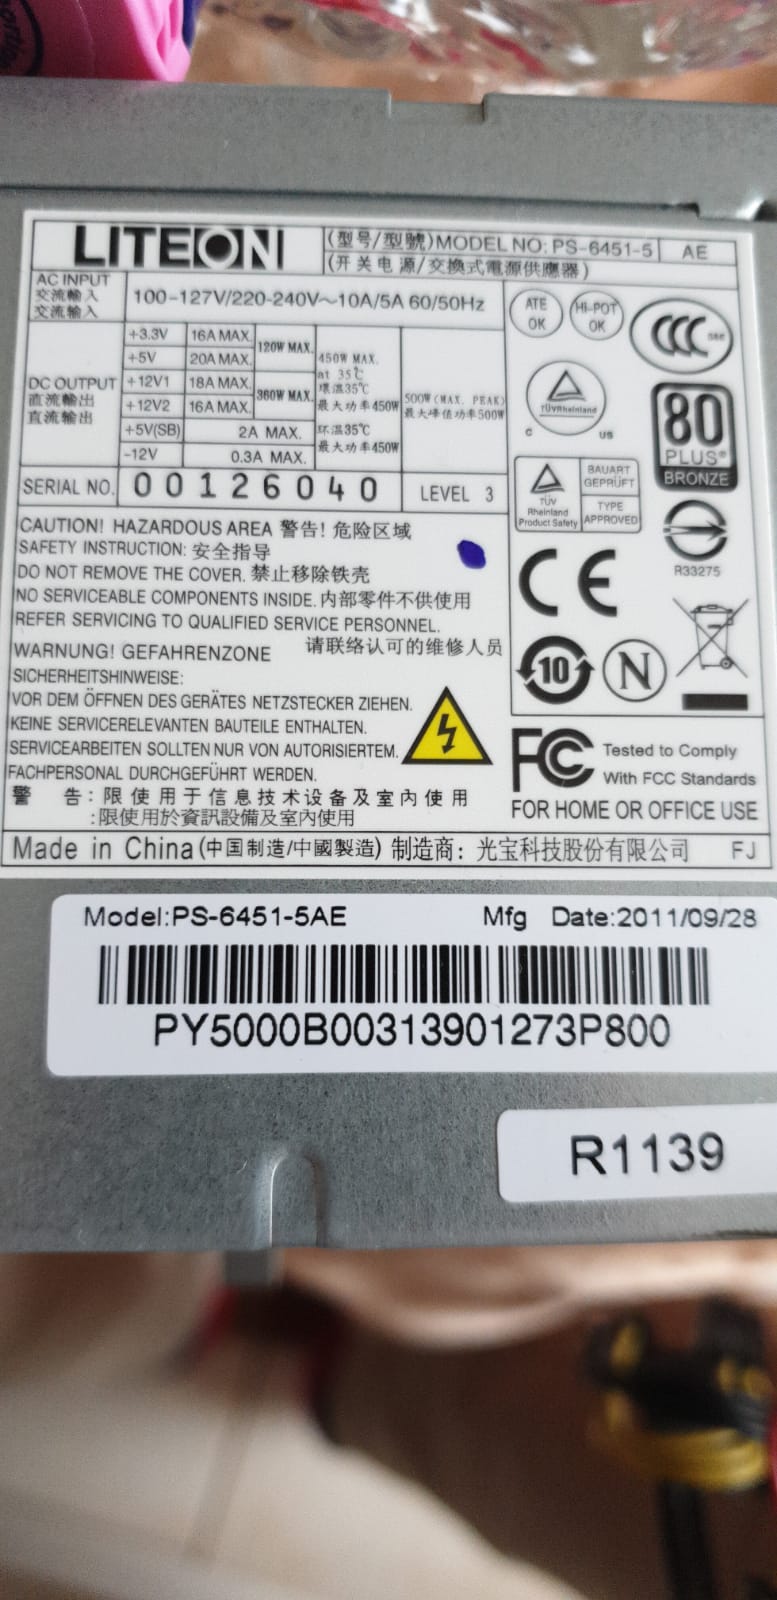 LITEON
(型号/型號)MODEL NO: PS-6451-5 AE
(开关电源/交換式電源供應器)
AC INPUT
交流輸入
交流输入
100-127V/220-240V~10A/5A 60/50Hz
DC OUTPUT
直流輸出
直流输出
+3.3V 16A MAX.
+5V 20A MAX.
120W MAX.
+12V1 18A MAX.
+12V2 16A MAX.
360W MAX.
+5V(SB) 2A MAX.
-12V 0.3A MAX.
450W MAX.
at 35℃
環溫35℃
最大功率450W
环温35℃
最大功率450W
500W(MAX. PEAK)
最大峰值功率500W
SERIAL NO. 00126040 LEVEL 3
ATE
OK
HI-POT
OK
CCC
TÜVRheinland
C US
80
PLUS®
BRONZE
TÜV
Rheinland
Product Safety
BAUART
GEPRÜFT
TYPE
APPROVED
R33275
CE
10
N
CAUTION! HAZARDOUS AREA 警告! 危险区域
SAFETY INSTRUCTION: 安全指导
DO NOT REMOVE THE COVER. 禁止移除铁壳
NO SERVICEABLE COMPONENTS INSIDE. 内部零件不供使用
REFER SERVICING TO QUALIFIED SERVICE PERSONNEL.
请联络认可的维修人员
WARNUNG! GEFAHRENZONE
SICHERHEITSHINWEISE:
VOR DEM ÖFFNEN DES GERÄTES NETZSTECKER ZIEHEN.
KEINE SERVICERELEVANTEN BAUTEILE ENTHALTEN.
SERVICEARBEITEN SOLLTEN NUR VON AUTORISIERTEM.
FACHPERSONAL DURCHGEFÜHRT WERDEN.
警 告:限使用于信息技术设备及室内使用
:限使用於資訊設備及室內使用
FC Tested to Comply
With FCC Standards
FOR HOME OR OFFICE USE
Made in China(中国制造/中國製造) 制造商: 光宝科技股份有限公司 FJ
Model:PS-6451-5AE Mfg Date:2011/09/28
PY5000B00313901273P800
R1139